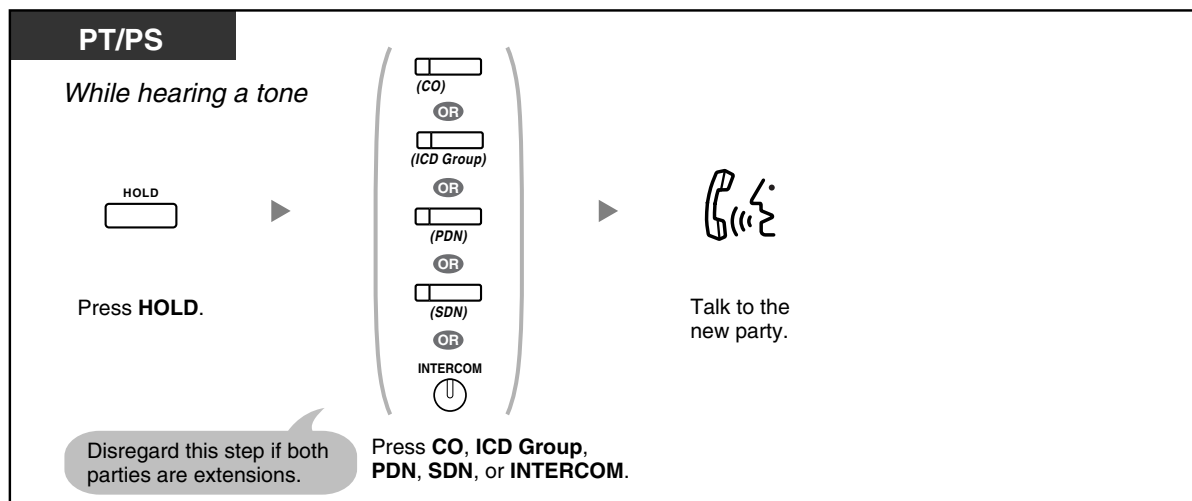 PT/PS
While hearing a tone
HOLD
Press HOLD.
(CO)
OR
(ICD Group)
OR
(PDN)
OR
(SDN)
OR
INTERCOM
Disregard this step if both
parties are extensions.
Press CO, ICD Group,
PDN, SDN, or INTERCOM.
Talk to the
new party.